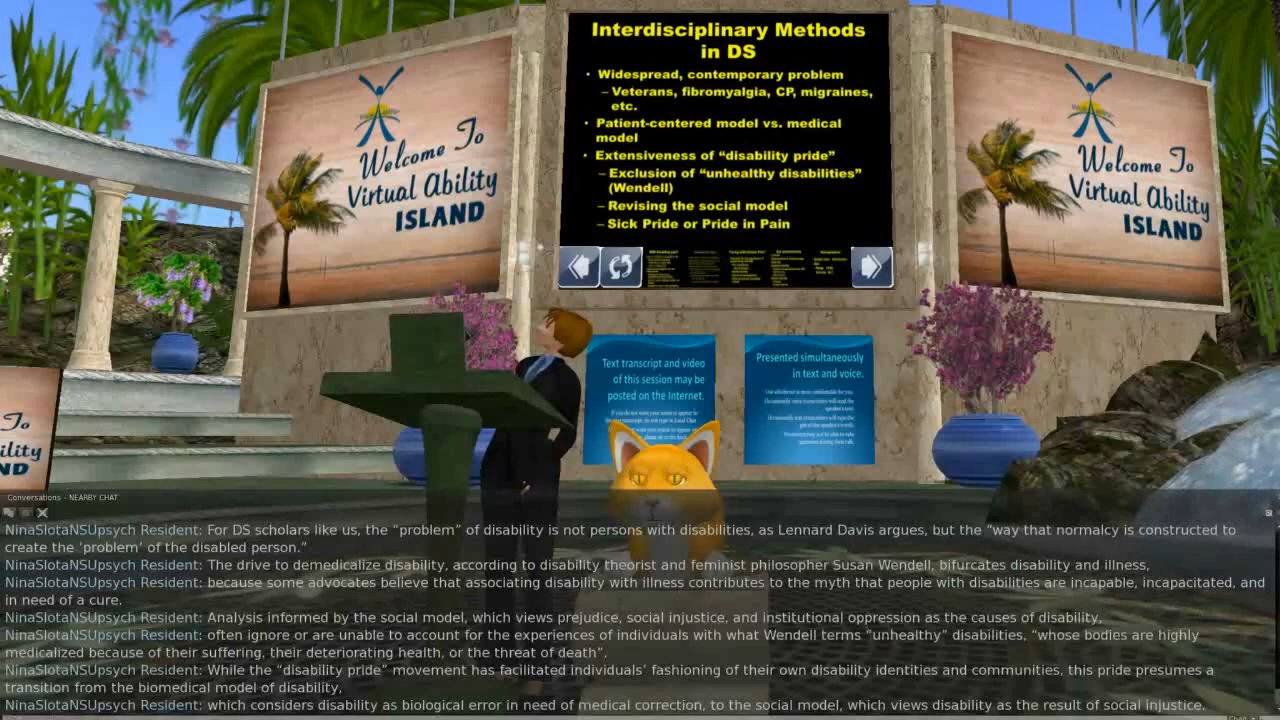 Interdisciplinary Methods
in DS
• Widespread, contemporary problem
– Veterans, fibromyalgia, CP, migraines,
etc.
• Patient-centered model vs. medical
model
• Extensiveness of “disability pride”
– Exclusion of “unhealthy disabilities”
(Wendell)
– Revising the social model
– Sick Pride or Pride in Pain
Welcome To
Virtual Ability
ISLAND
Welcome To
Virtual Ability
ISLAND
To
ility
ND
Text transcript and video
of this session may be
posted on the Internet.
Presented simultaneously
in text and voice.
Conversations - NEARBY CHAT
NinaSlotaNSUpsych Resident: For DS scholars like us, the “problem” of disability is not persons with disabilities, as Lennard Davis argues, but the “way that normalcy is constructed to
create the ‘problem’ of the disabled person.”
NinaSlotaNSUpsych Resident: The drive to demedicalize disability, according to disability theorist and feminist philosopher Susan Wendell, bifurcates disability and illness,
NinaSlotaNSUpsych Resident: because some advocates believe that associating disability with illness contributes to the myth that people with disabilities are incapable, incapacitated, and
in need of a cure.
NinaSlotaNSUpsych Resident: Analysis informed by the social model, which views prejudice, social injustice, and institutional oppression as the causes of disability,
NinaSlotaNSUpsych Resident: often ignore or are unable to account for the experiences of individuals with what Wendell terms “unhealthy” disabilities, “whose bodies are highly
medicalized because of their suffering, their deteriorating health, or the threat of death”,
NinaSlotaNSUpsych Resident: While the “disability pride” movement has facilitated individuals’ fashioning of their own disability identities and communities, this pride presumes a
transition from the biomedical model of disability,
NinaSlotaNSUpsych Resident: which considers disability as biological error in need of medical correction, to the social model, which views disability as the result of social injustice.